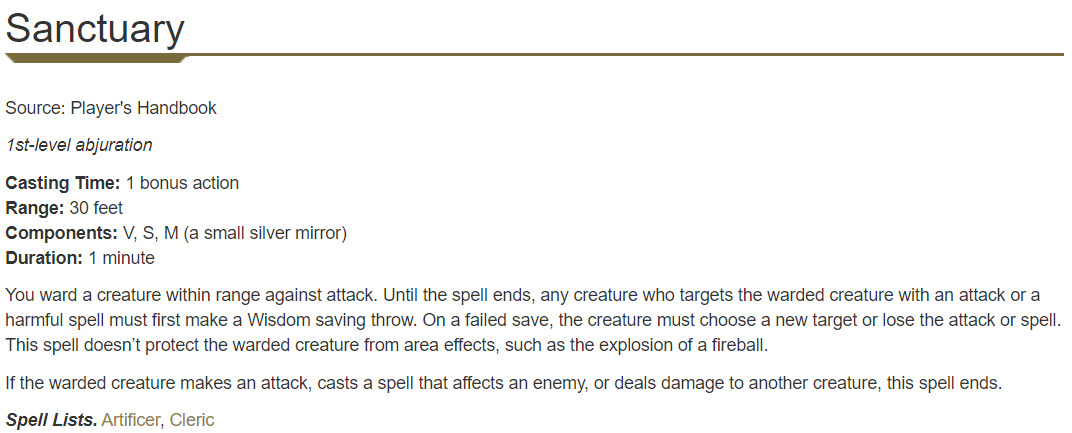 Sanctuary
Source: Player's Handbook
1st-level abjuration
Casting Time: 1 bonus action
Range: 30 feet
Components: V, S, M (a small silver mirror)
Duration: 1 minute
You ward a creature within range against attack. Until the spell ends, any creature who targets the warded creature with an attack or a
harmful spell must first make a Wisdom saving throw. On a failed save, the creature must choose a new target or lose the attack or spell.
This spell doesn’t protect the warded creature from area effects, such as the explosion of a fireball.
If the warded creature makes an attack, casts a spell that affects an enemy, or deals damage to another creature, this spell ends.
Spell Lists. Artificer, Cleric